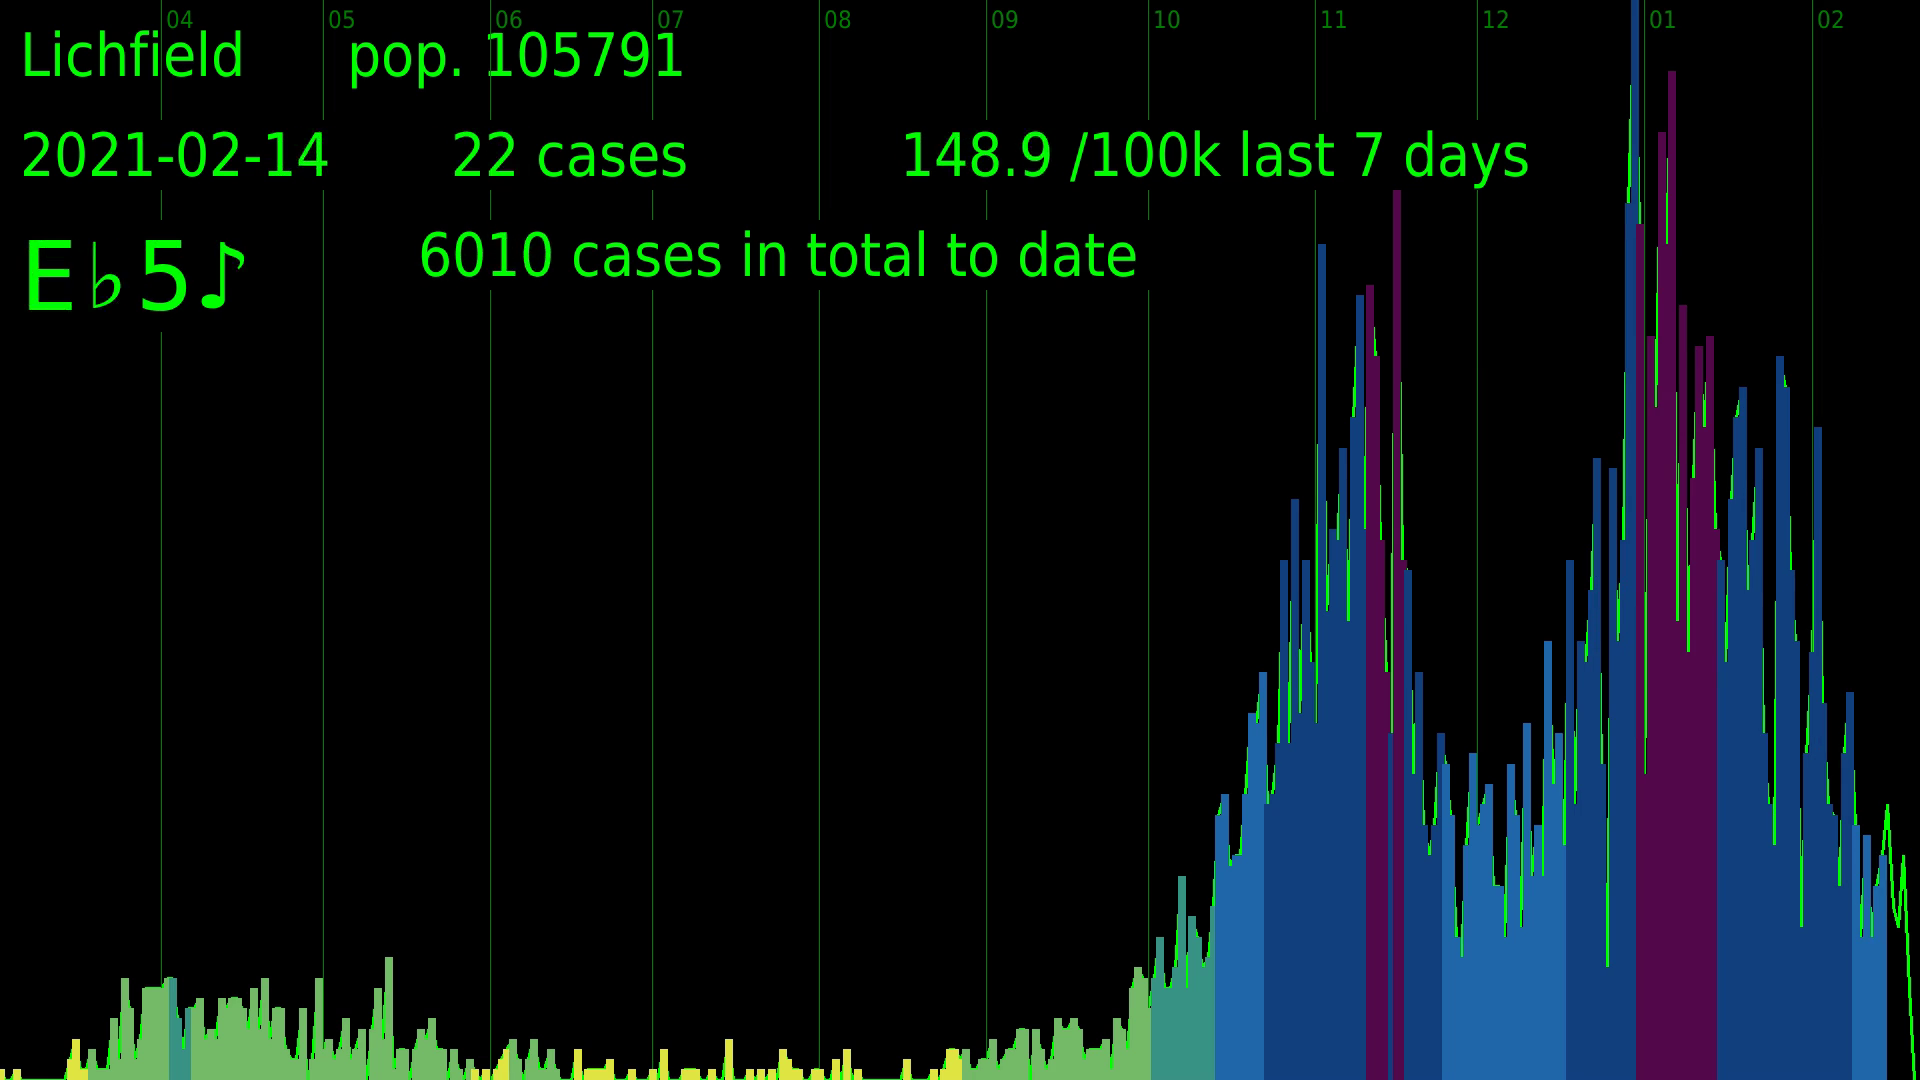 04 05 06 07 08 09 10 11 12 01 02
Lichfield pop. 105791
2021-02-14 22 cases 148.9 /100k last 7 days
E♭5♪ 6010 cases in total to date